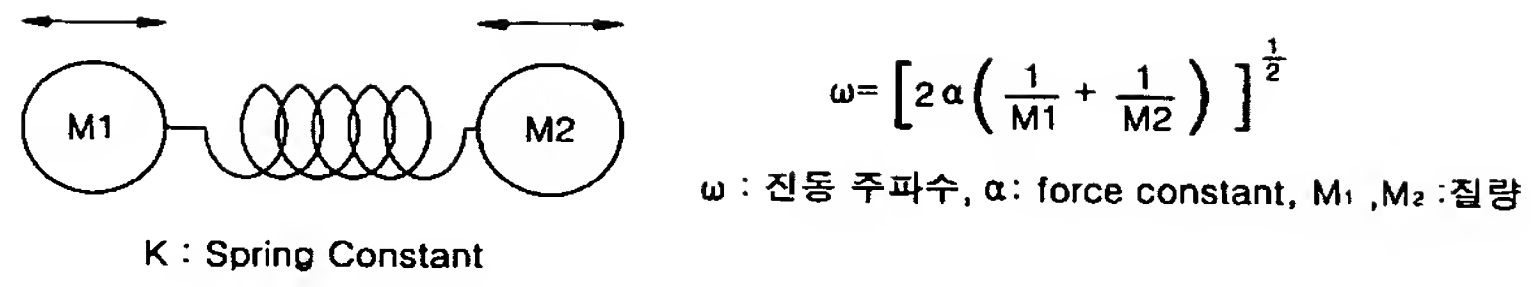 M1 M2
K : Spring Constant
ω= [2α(1/M1 + 1/M2)]^1/2
ω : 진동 주파수, α: force constant, M₁ ,M₂ :질량